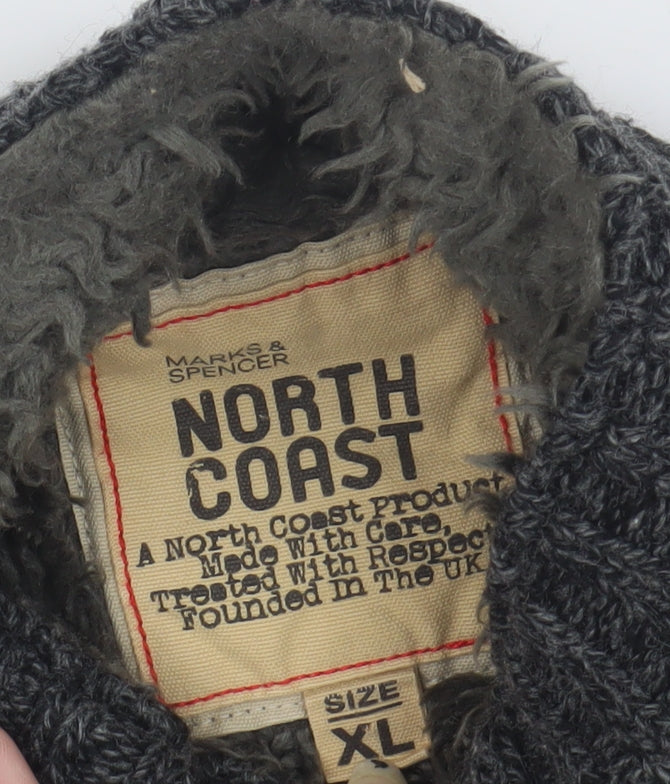 MARKS &
SPENCER
NORTH
COAST
A North Coast Product
Made With Care,
Treated With Respect
Founded In The UK
SIZE
XL